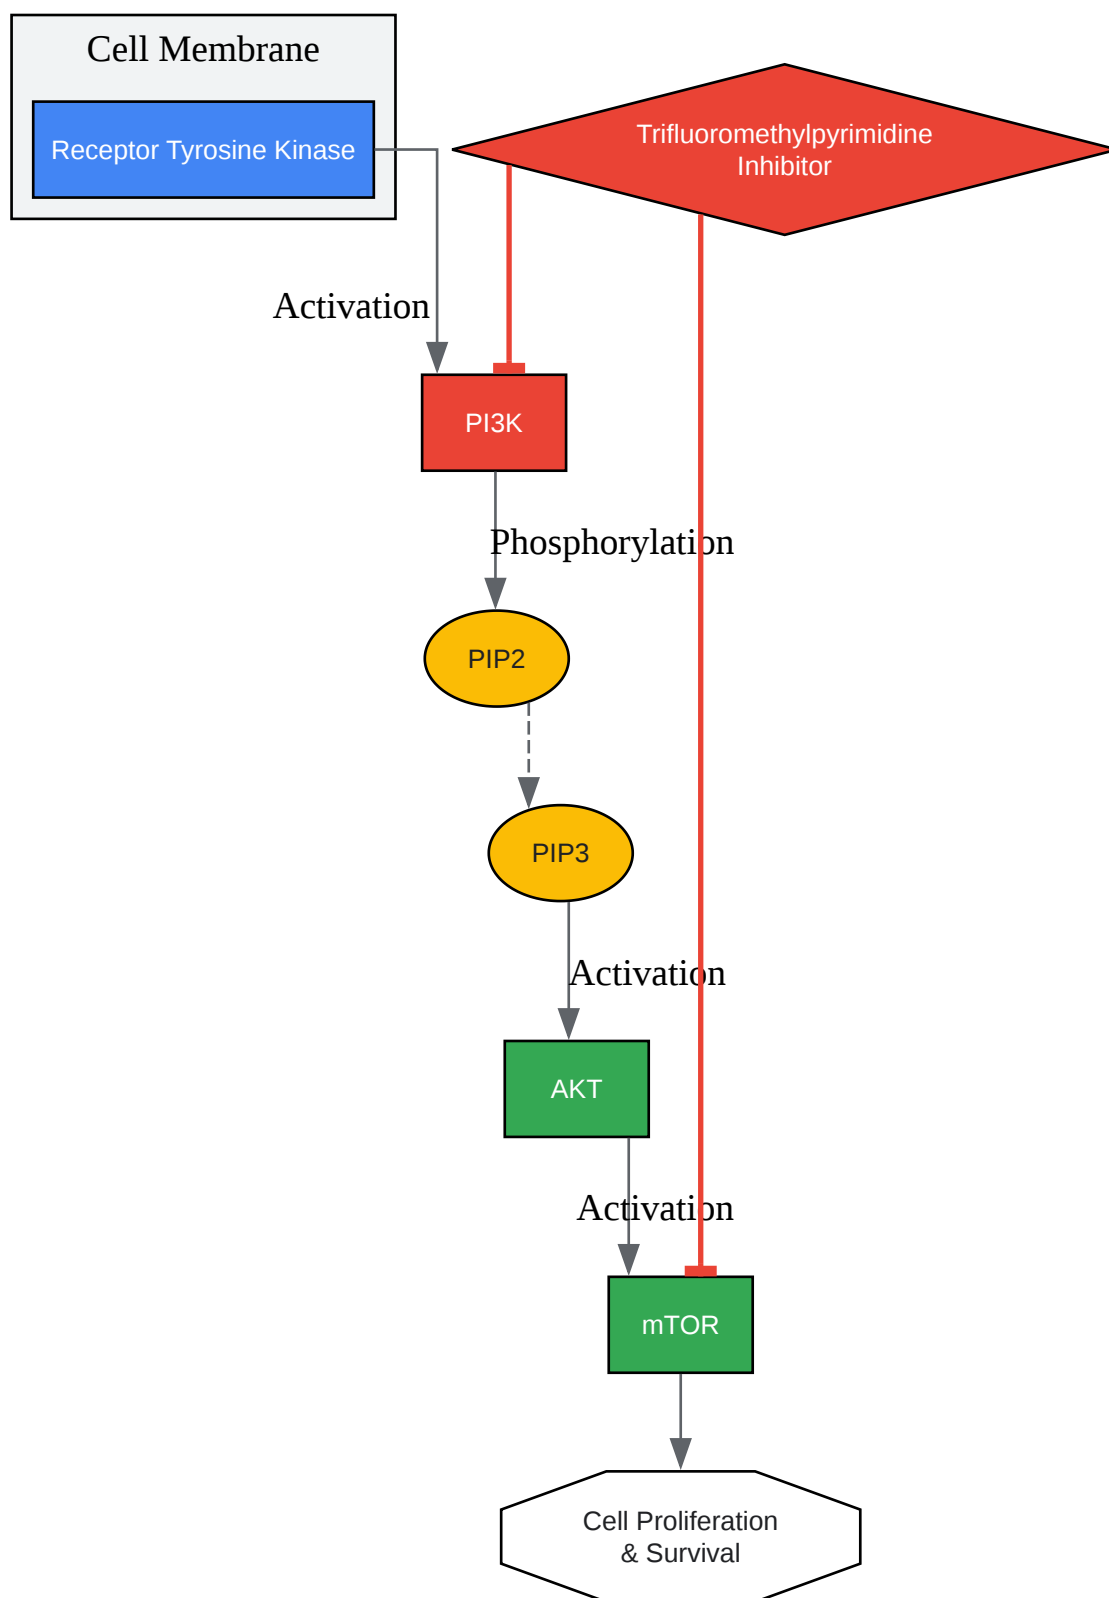 Cell Membrane
Receptor Tyrosine Kinase
Trifluoromethylpyrimidine
Inhibitor
Activation
PI3K
Phosphorylation
PIP2
PIP3
Activation
AKT
Activation
mTOR
Cell Proliferation
& Survival